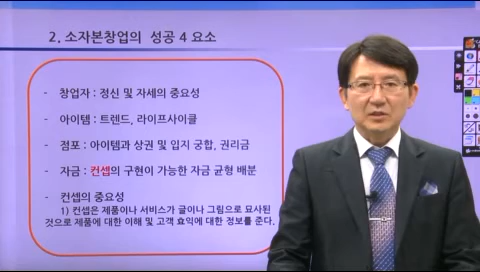 2. 소자본창업의 성공 4 요소
- 창업자 : 정신 및 자세의 중요성
- 아이템 : 트렌드, 라이프사이클
- 점포 : 아이템과 상권 및 입지 궁합, 권리금
- 자금 : 컨셉의 구현이 가능한 자금 균형 배분
- 컨셉의 중요성
1) 컨셉은 제품이나 서비스가 글이나 그림으로 묘사된
것으로 제품에 대한 이해 및 고객 효익에 대한 정보를 준다.